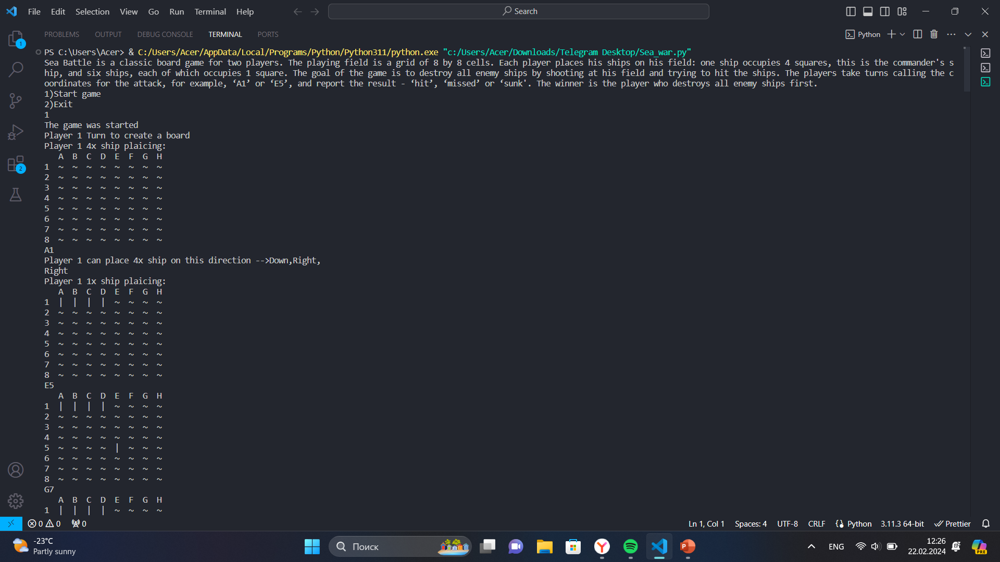 File Edit Selection View Go Run Terminal Help
Search
PROBLEMS OUTPUT DEBUG CONSOLE TERMINAL PORTS
Python
1
2
PS C:\Users\Acer> & C:/Users/Acer/AppData/Local/Programs/Python/Python311/python.exe "c:/Users/Acer/Downloads/Telegram Desktop/Sea_war.py"
Sea Battle is a classic board game for two players. The playing field is a grid of 8 by 8 cells. Each player places his ships on his field: one ship occupies 4 squares, this is the commander's s
hip, and six ships, each of which occupies 1 square. The goal of the game is to destroy all enemy ships by shooting at his field and trying to hit the ships. The players take turns calling the c
oordinates for the attack, for example, ‘A1’ or ‘E5’, and report the result - ‘hit’, ‘missed’ or ‘sunk'. The winner is the player who destroys all enemy ships first.
1)Start game
2)Exit
1
The game was started
Player 1 Turn to create a board
Player 1 4x ship plaicing:
A B C D E F G H
1 ~ ~ ~ ~ ~ ~ ~ ~
2 ~ ~ ~ ~ ~ ~ ~ ~
3 ~ ~ ~ ~ ~ ~ ~ ~
4 ~ ~ ~ ~ ~ ~ ~ ~
5 ~ ~ ~ ~ ~ ~ ~ ~
6 ~ ~ ~ ~ ~ ~ ~ ~
7 ~ ~ ~ ~ ~ ~ ~ ~
8 ~ ~ ~ ~ ~ ~ ~ ~
A1
Player 1 can place 4x ship on this direction -->Down,Right,
Right
Player 1 1x ship plaicing:
A B C D E F G H
1 | | | | ~ ~ ~ ~
2 ~ ~ ~ ~ ~ ~ ~ ~
3 ~ ~ ~ ~ ~ ~ ~ ~
4 ~ ~ ~ ~ ~ ~ ~ ~
5 ~ ~ ~ ~ ~ ~ ~ ~
6 ~ ~ ~ ~ ~ ~ ~ ~
7 ~ ~ ~ ~ ~ ~ ~ ~
8 ~ ~ ~ ~ ~ ~ ~ ~
E5
A B C D E F G H
1 | | | | ~ ~ ~ ~
2 ~ ~ ~ ~ ~ ~ ~ ~
3 ~ ~ ~ ~ ~ ~ ~ ~
4 ~ ~ ~ ~ ~ ~ ~ ~
5 ~ ~ ~ ~ | ~ ~ ~
6 ~ ~ ~ ~ ~ ~ ~ ~
7 ~ ~ ~ ~ ~ ~ ~ ~
8 ~ ~ ~ ~ ~ ~ ~ ~
G7
A B C D E F G H
1 | | | | ~ ~ ~ ~
0 0 0 Ln 1, Col 1 Spaces: 4 UTF-8 CRLF Python 3.11.3 64-bit Prettier
-23°C
Partly sunny
Поиск
ENG
12:26
22.02.2024
PRE